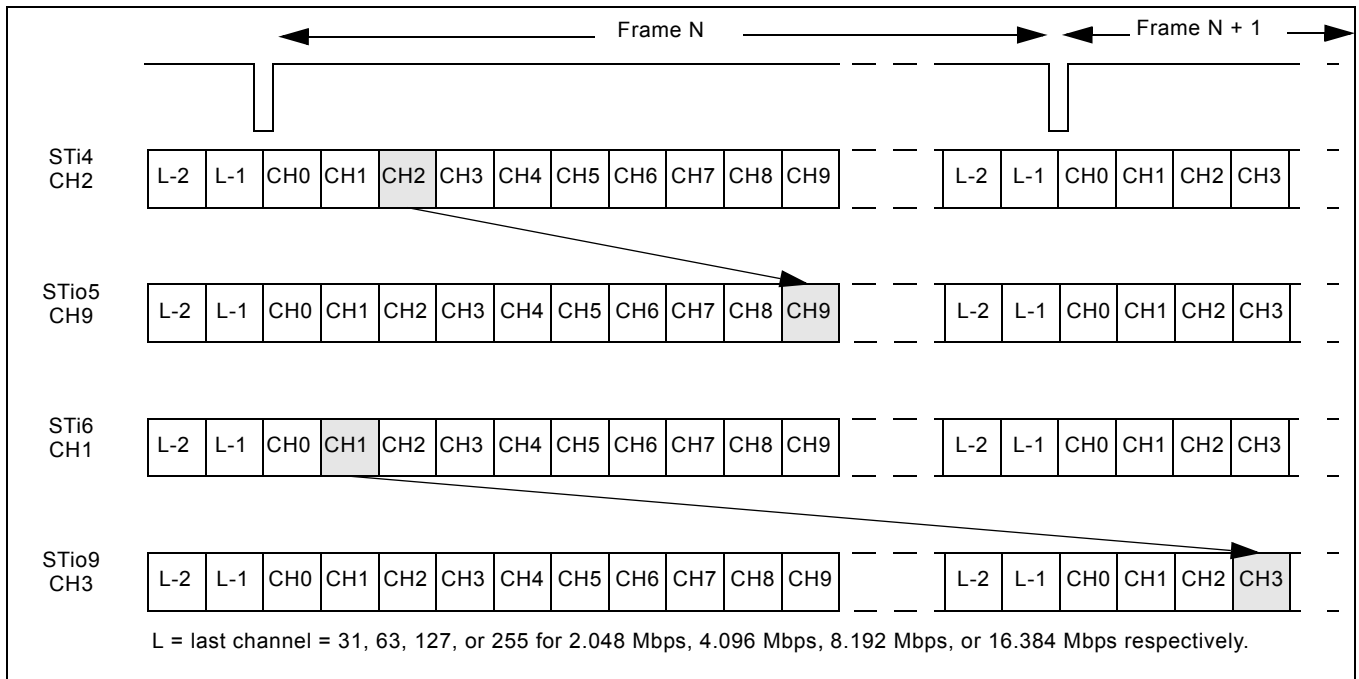 Frame N
Frame N + 1
STi4
CH2
L-2 L-1 CH0 CH1 CH2 CH3 CH4 CH5 CH6 CH7 CH8 CH9 L-2 L-1 CH0 CH1 CH2 CH3
STio5
CH9
L-2 L-1 CH0 CH1 CH2 CH3 CH4 CH5 CH6 CH7 CH8 CH9 L-2 L-1 CH0 CH1 CH2 CH3
STi6
CH1
L-2 L-1 CH0 CH1 CH2 CH3 CH4 CH5 CH6 CH7 CH8 CH9 L-2 L-1 CH0 CH1 CH2 CH3
STio9
CH3
L-2 L-1 CH0 CH1 CH2 CH3 CH4 CH5 CH6 CH7 CH8 CH9 L-2 L-1 CH0 CH1 CH2 CH3
L = last channel = 31, 63, 127, or 255 for 2.048 Mbps, 4.096 Mbps, 8.192 Mbps, or 16.384 Mbps respectively.